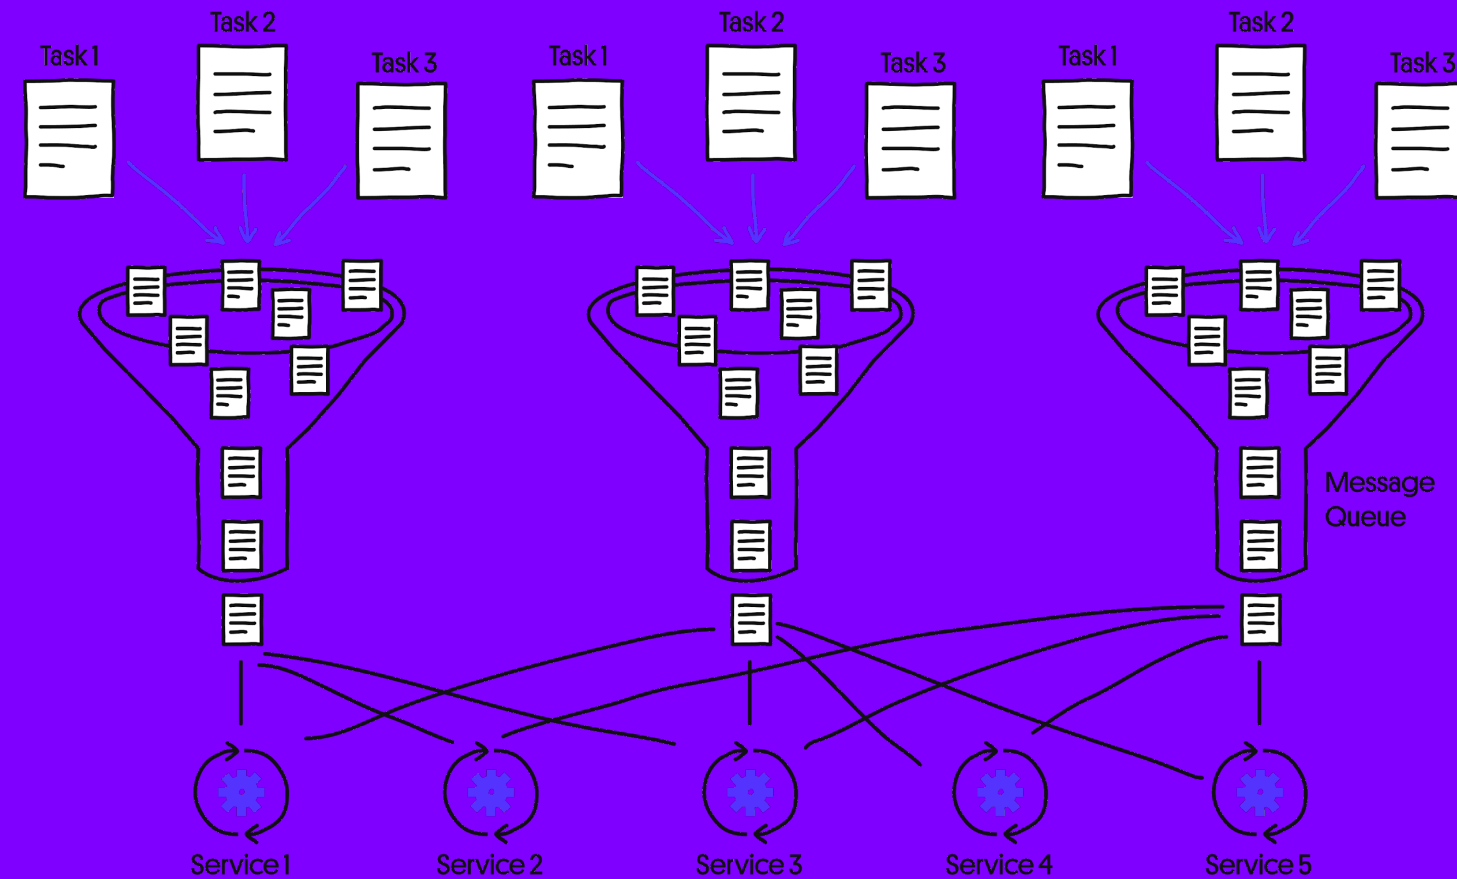 Task 2
Task 2
Task 2
Task 1
Task 3
Task 1
Task 3
Task 1
Task 3
Message
Queue
Service 1
Service 2
Service 3
Service 4
Service 5